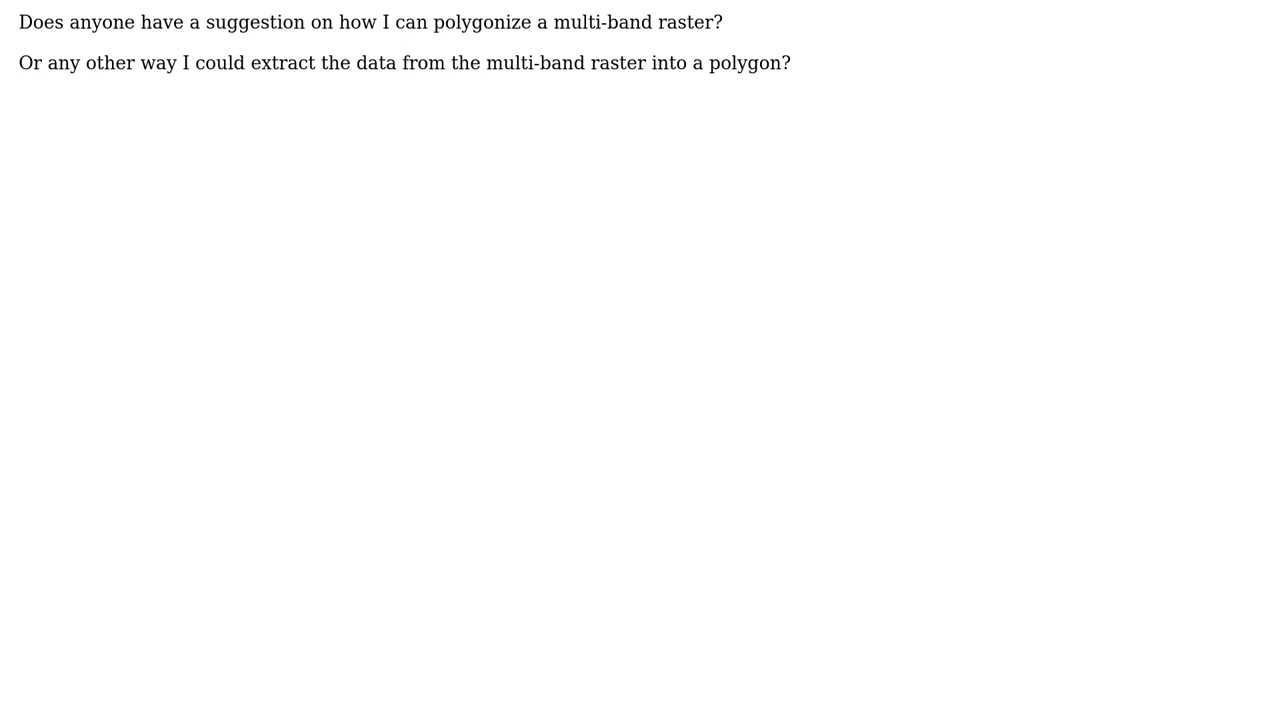 Does anyone have a suggestion on how I can polygonize a multi-band raster?
Or any other way I could extract the data from the multi-band raster into a polygon?